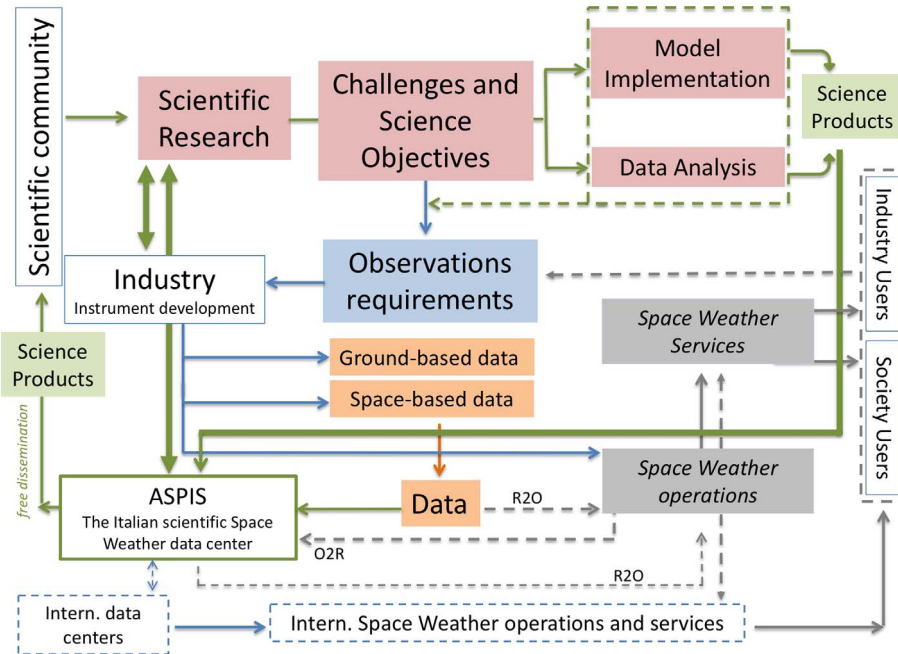 Scientific community
Scientific
Research
Challenges and
Science
Objectives
Model
Implementation
Data Analysis
Science
Products
Industry Users
Society Users
Industry
Instrument development
Observations
requirements
Space Weather
Services
Ground-based data
Space-based data
Science
Products
free dissemination
ASPIS
The Italian scientific Space
Weather data center
Data
R2O
O2R
Space Weather
operations
R2O
Intern. data
centers
Intern. Space Weather operations and services